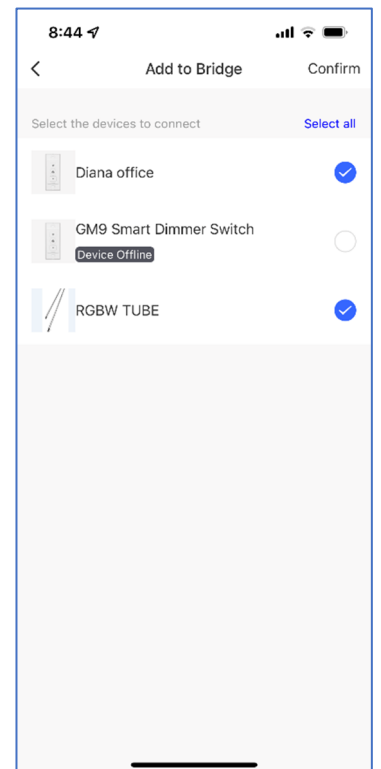 8:44
Add to Bridge
Confirm
Select the devices to connect
Select all
Diana office
GM9 Smart Dimmer Switch
Device Offline
RGBW TUBE